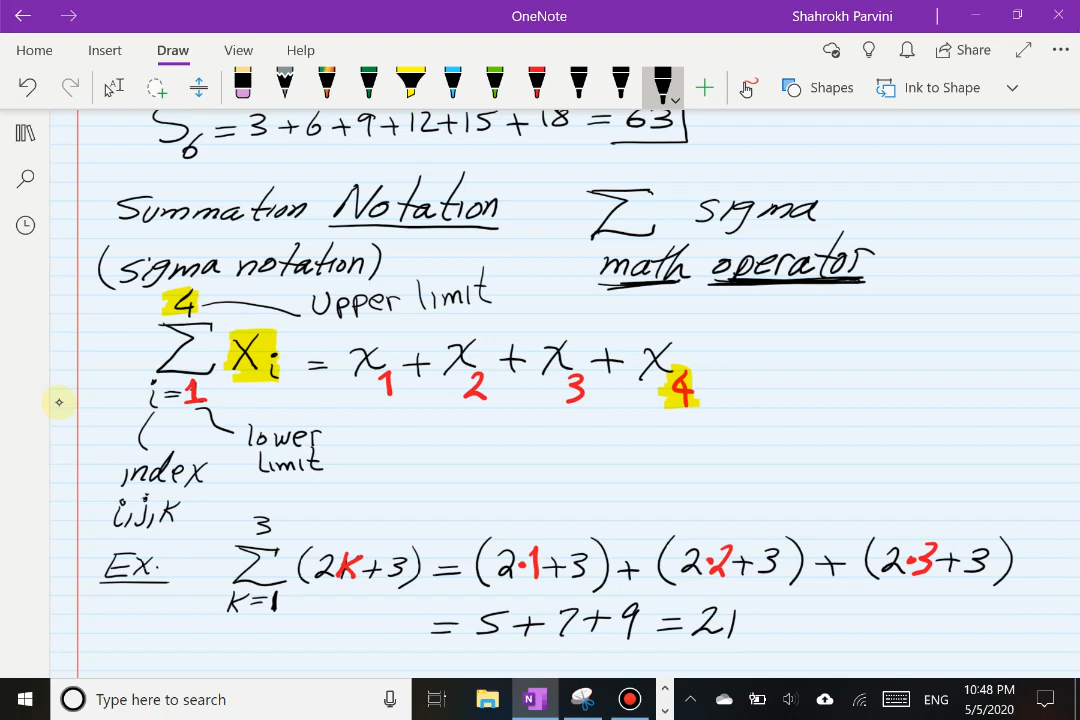 OneNote
Shahrokh Parvini
Home Insert Draw View Help
Share
Shapes Ink to Shape
S₆ = 3 + 6 + 9 + 12 + 15 + 18 = 63
Summation Notation Σ sigma
(sigma notation) math operator
4 upper limit
Σ Xi = x₁ + x₂ + x₃ + x₄
i = 1
lower
limit
index
i, j, k
3
Ex. Σ (2k+3) = (2·1+3) + (2·2+3) + (2·3+3)
k=1
= 5 + 7 + 9 = 21
Type here to search
ENG
10:48 PM
5/5/2020